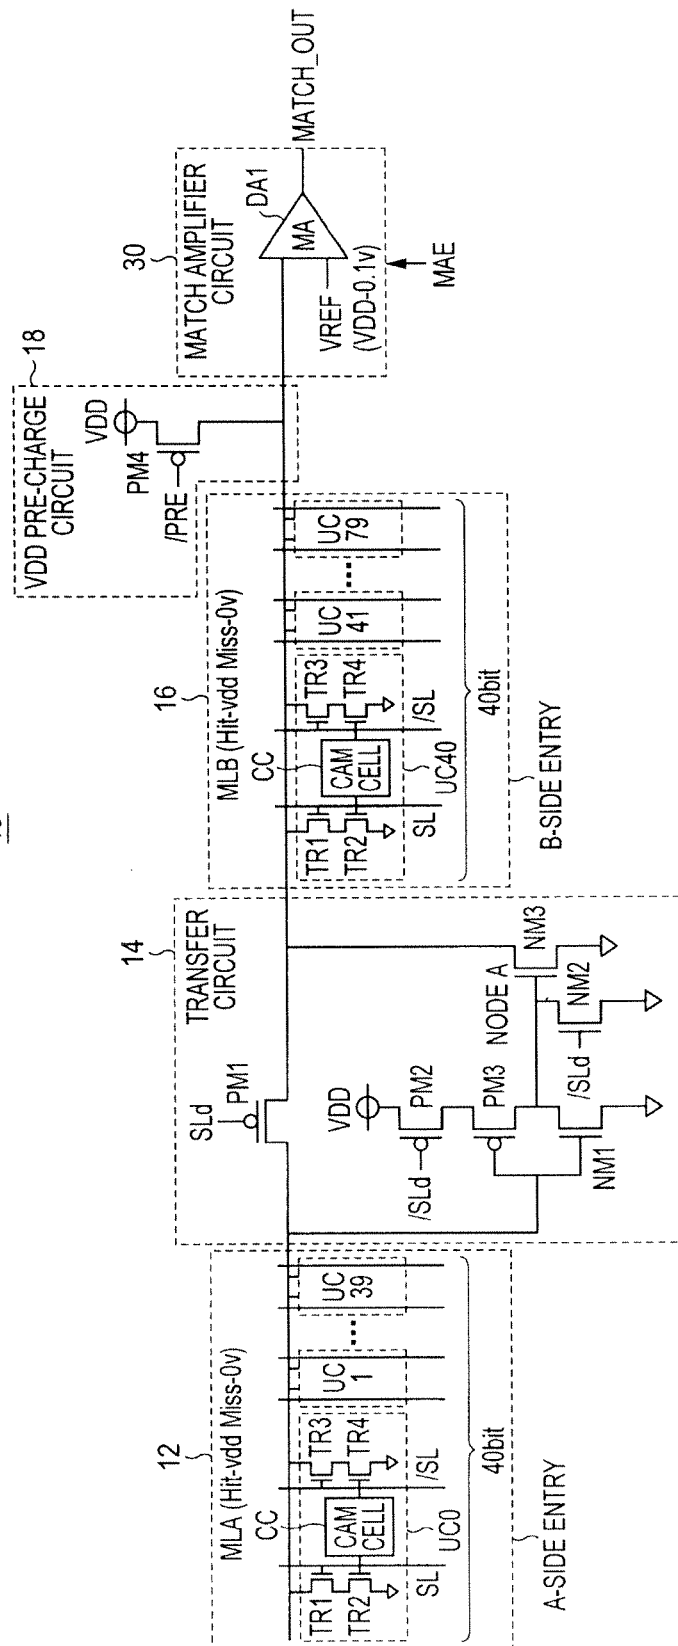 12
MLA (Hit-vdd Miss-0v)
CC
TR1
TR2
CAM
CELL
TR3
TR4
SL
/SL
UC0
UC
1
...
UC
39
40bit
A-SIDE ENTRY
14
TRANSFER
CIRCUIT
SLd
PM1
VDD
/SLd
PM2
PM3
NM1
NODE A
/SLd
NM2
NM3
16
MLB (Hit-vdd Miss-0v)
CC
TR1
TR2
CAM
CELL
TR3
TR4
SL
/SL
UC40
UC
41
...
UC
79
40bit
B-SIDE ENTRY
18
VDD PRE-CHARGE
CIRCUIT
VDD
PM4
/PRE
30
MATCH AMPLIFIER
CIRCUIT
DA1
MA
VREF
(VDD-0.1v)
MAE
MATCH_OUT